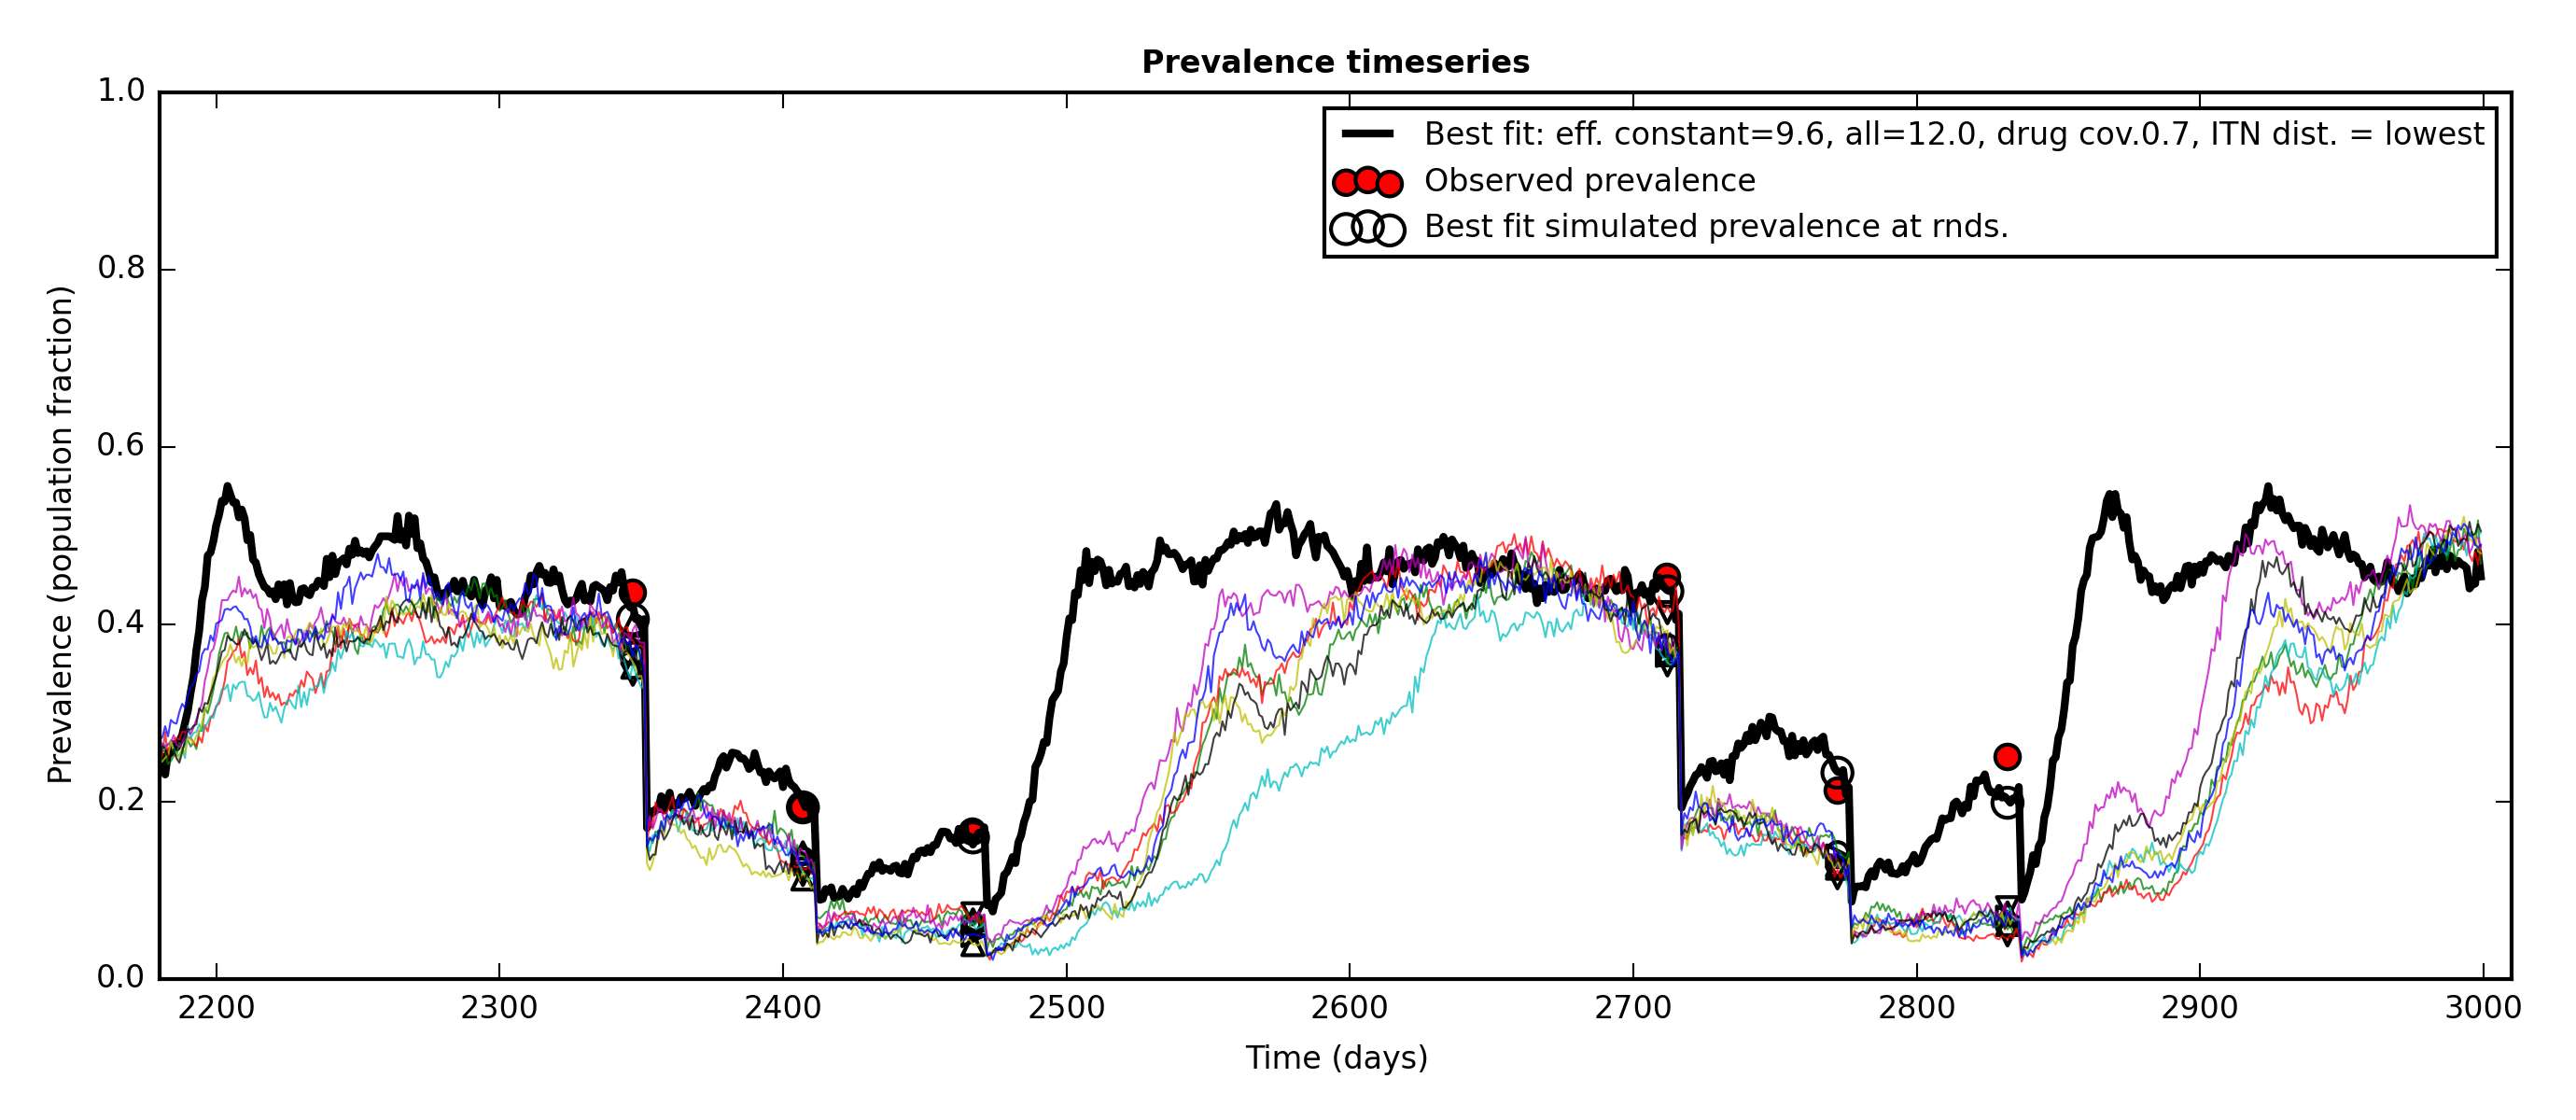 Prevalence timeseries
Best fit: eff. constant=9.6, all=12.0, drug cov.0.7, ITN dist. = lowest
Observed prevalence
Best fit simulated prevalence at rnds.
Prevalence (population fraction)
1.0
0.8
0.6
0.4
0.2
0.0
2200 2300 2400 2500 2600 2700 2800 2900 3000
Time (days)